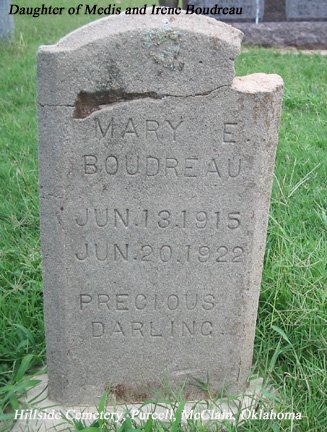 Daughter of Medis and Irene Boudreau
MARY E.
BOUDREAU
JUN. 13. 1915
JUN. 20. 1922
PRECIOUS
DARLING.
Hillside Cemetery, Purcell, McClain, Oklahoma